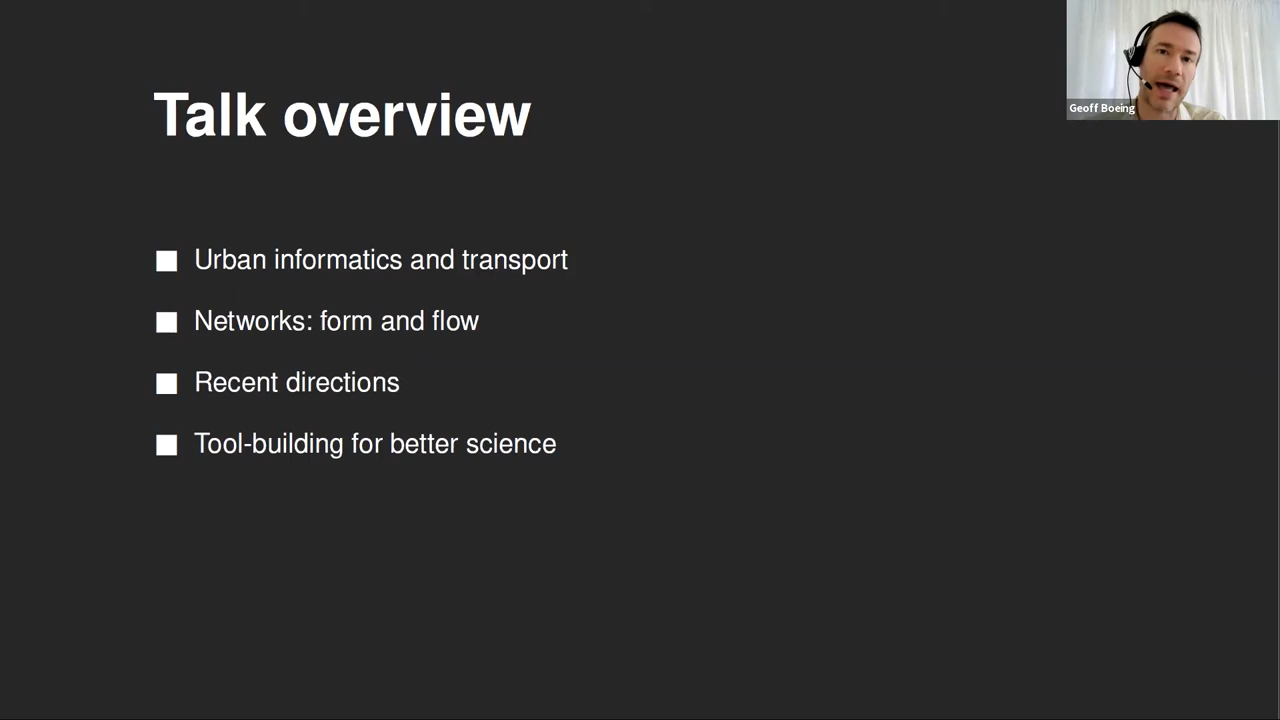 Talk overview
Geoff Boeing
Urban informatics and transport
Networks: form and flow
Recent directions
Tool-building for better science